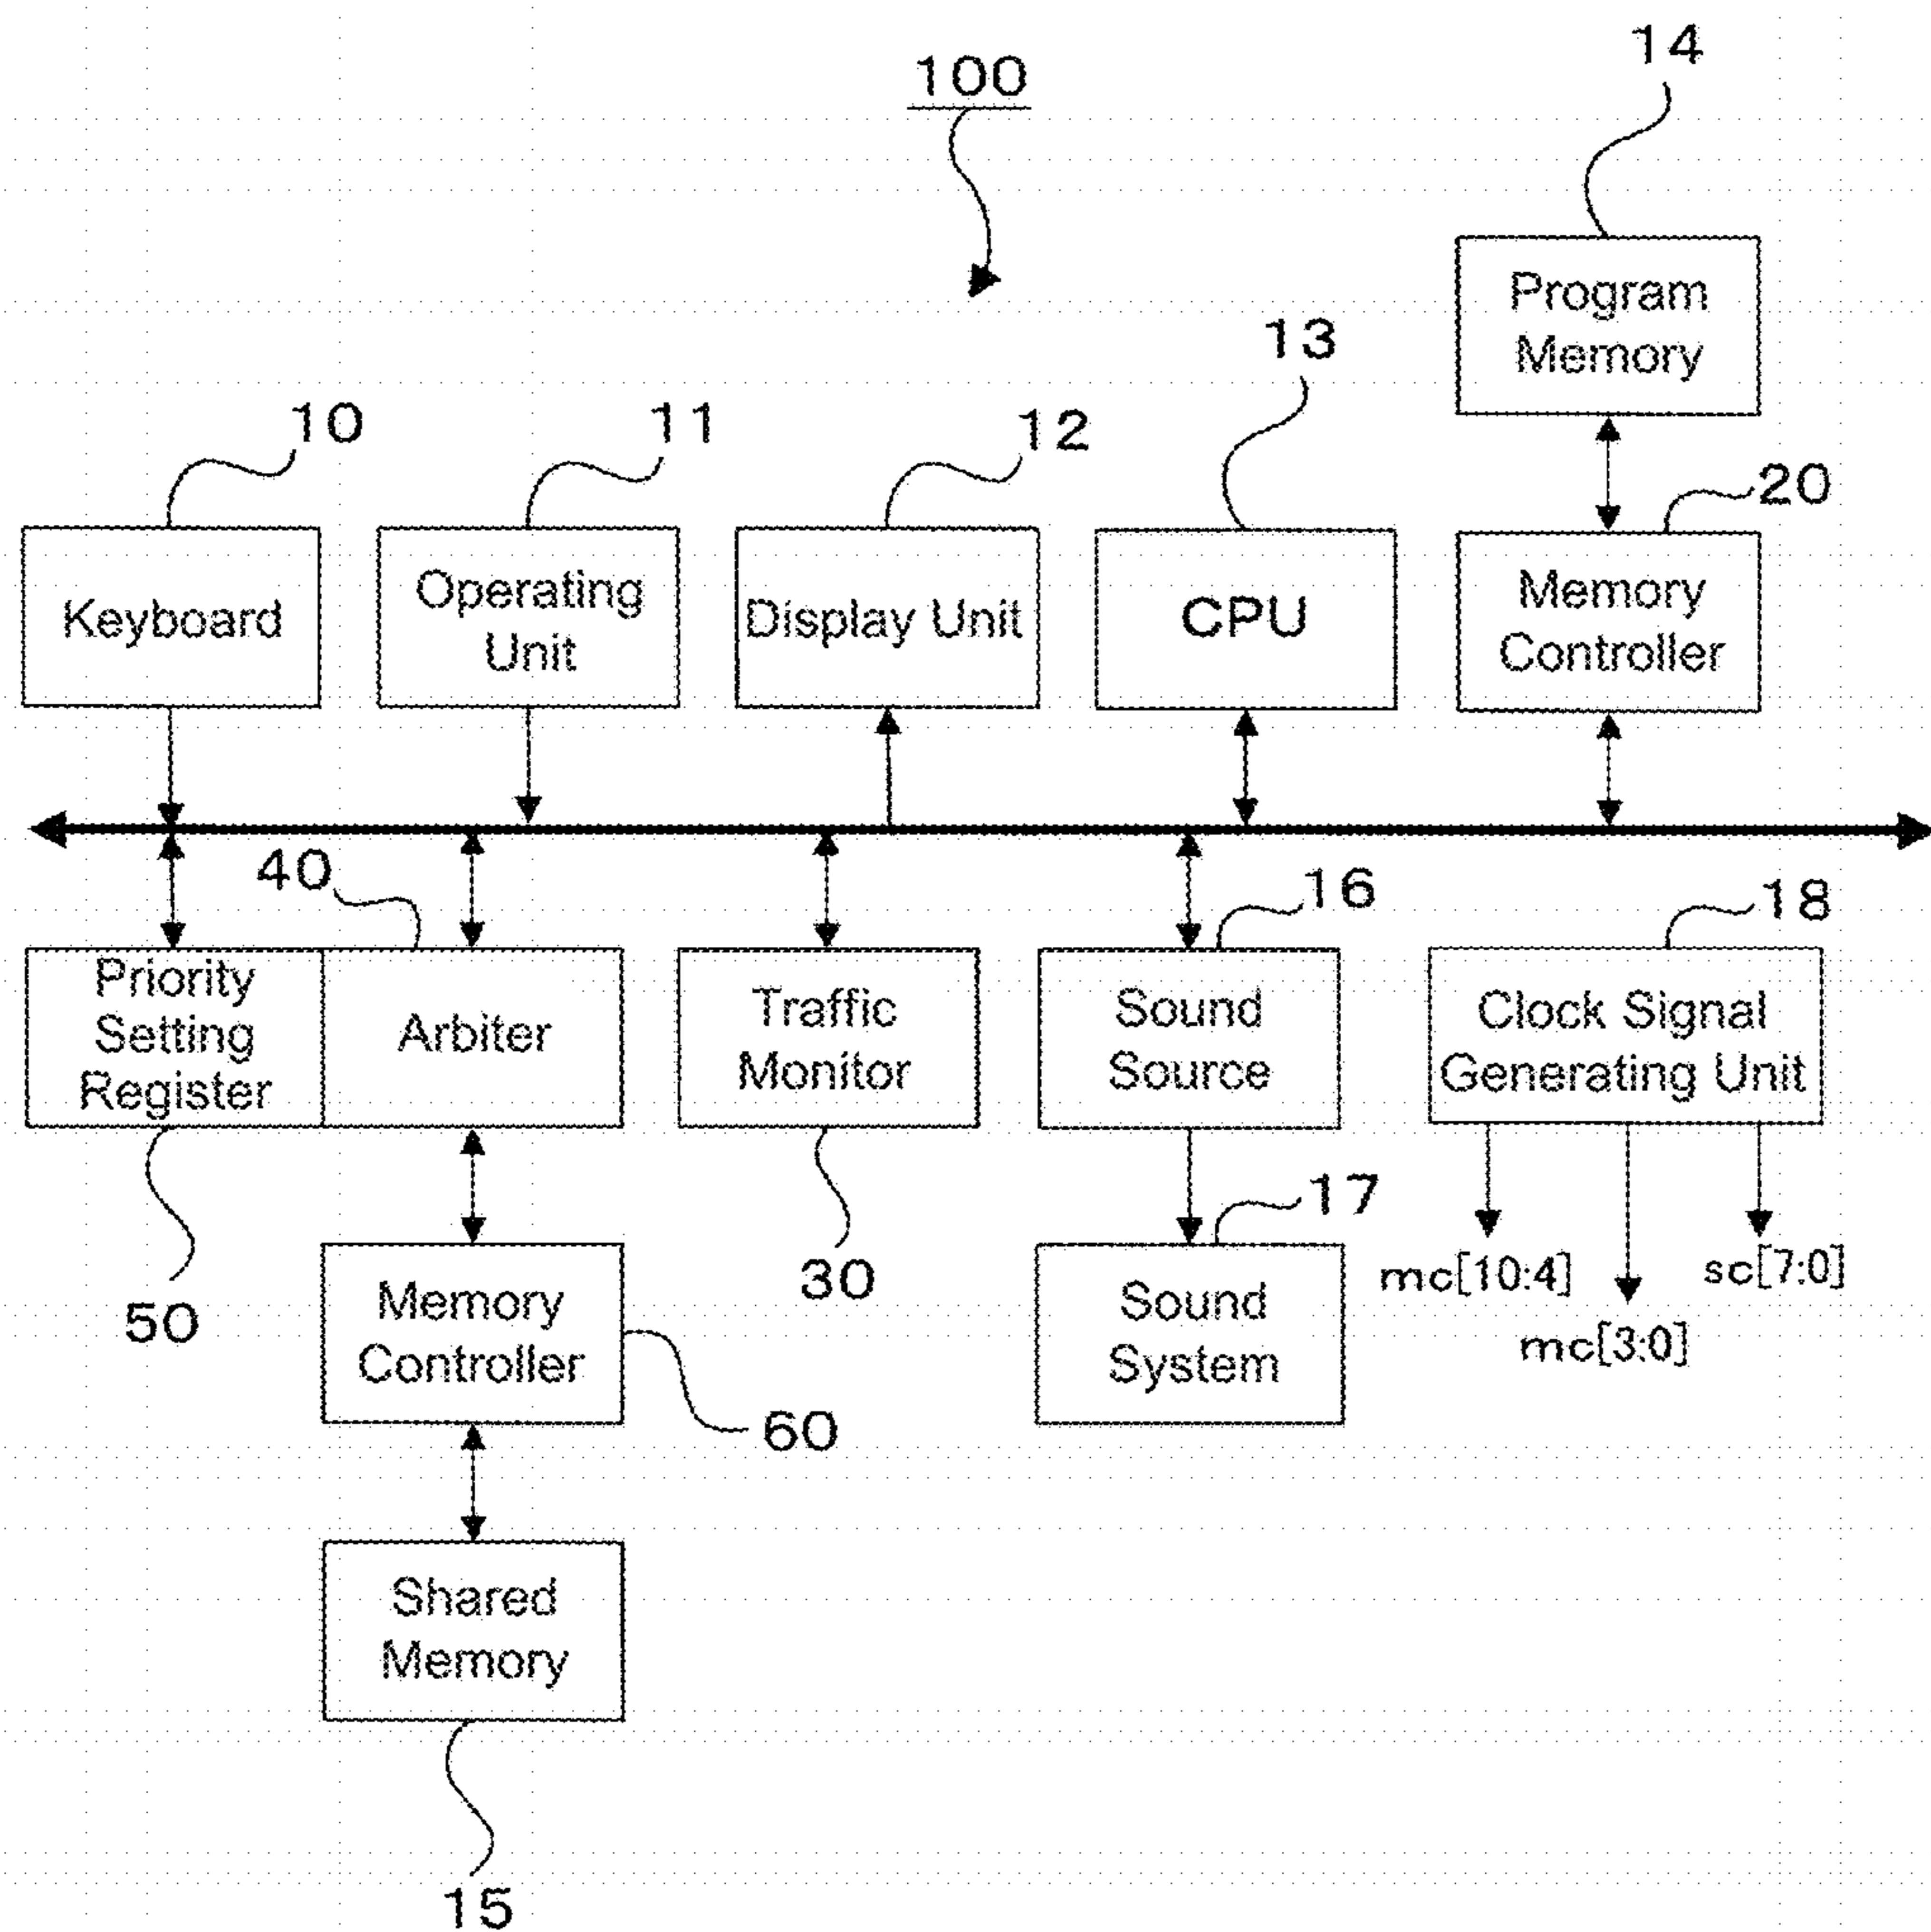 100
14
Program
Memory
13
10
11
12
20
Keyboard
Operating
Unit
Display Unit
CPU
Memory
Controller
40
16
18
Priority
Setting
Register
Arbiter
Traffic
Monitor
Sound
Source
Clock Signal
Generating Unit
50
30
17
mc[10:4]
mc[3:0]
sc[7:0]
Memory
Controller
60
Sound
System
Shared
Memory
15